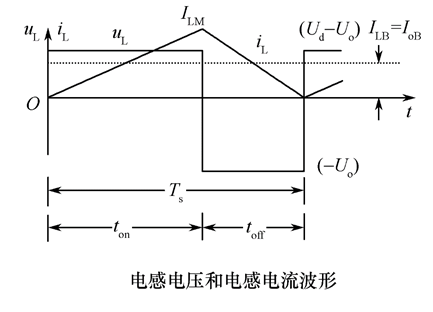 u_L i_L
u_L
I_LM
i_L
(U_d−U_o)
I_LB=I_oB
O
t
(−U_o)
T_s
t_on
t_off
电感电压和电感电流波形